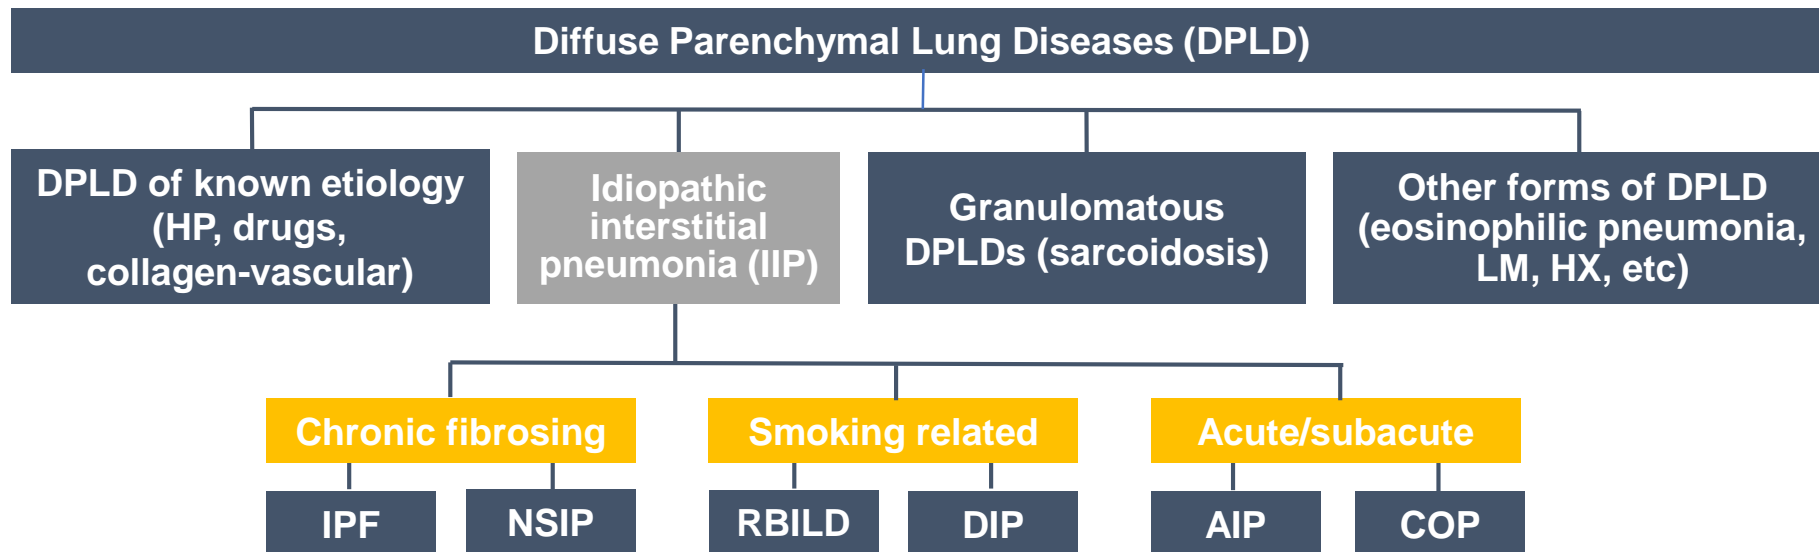 Diffuse Parenchymal Lung Diseases (DPLD)
DPLD of known etiology
(HP, drugs,
collagen-vascular)
Idiopathic
interstitial
pneumonia (IIP)
Granulomatous
DPLDs (sarcoidosis)
Other forms of DPLD
(eosinophilic pneumonia,
LM, HX, etc)
Chronic fibrosing
Smoking related
Acute/subacute
IPF
NSIP
RBILD
DIP
AIP
COP